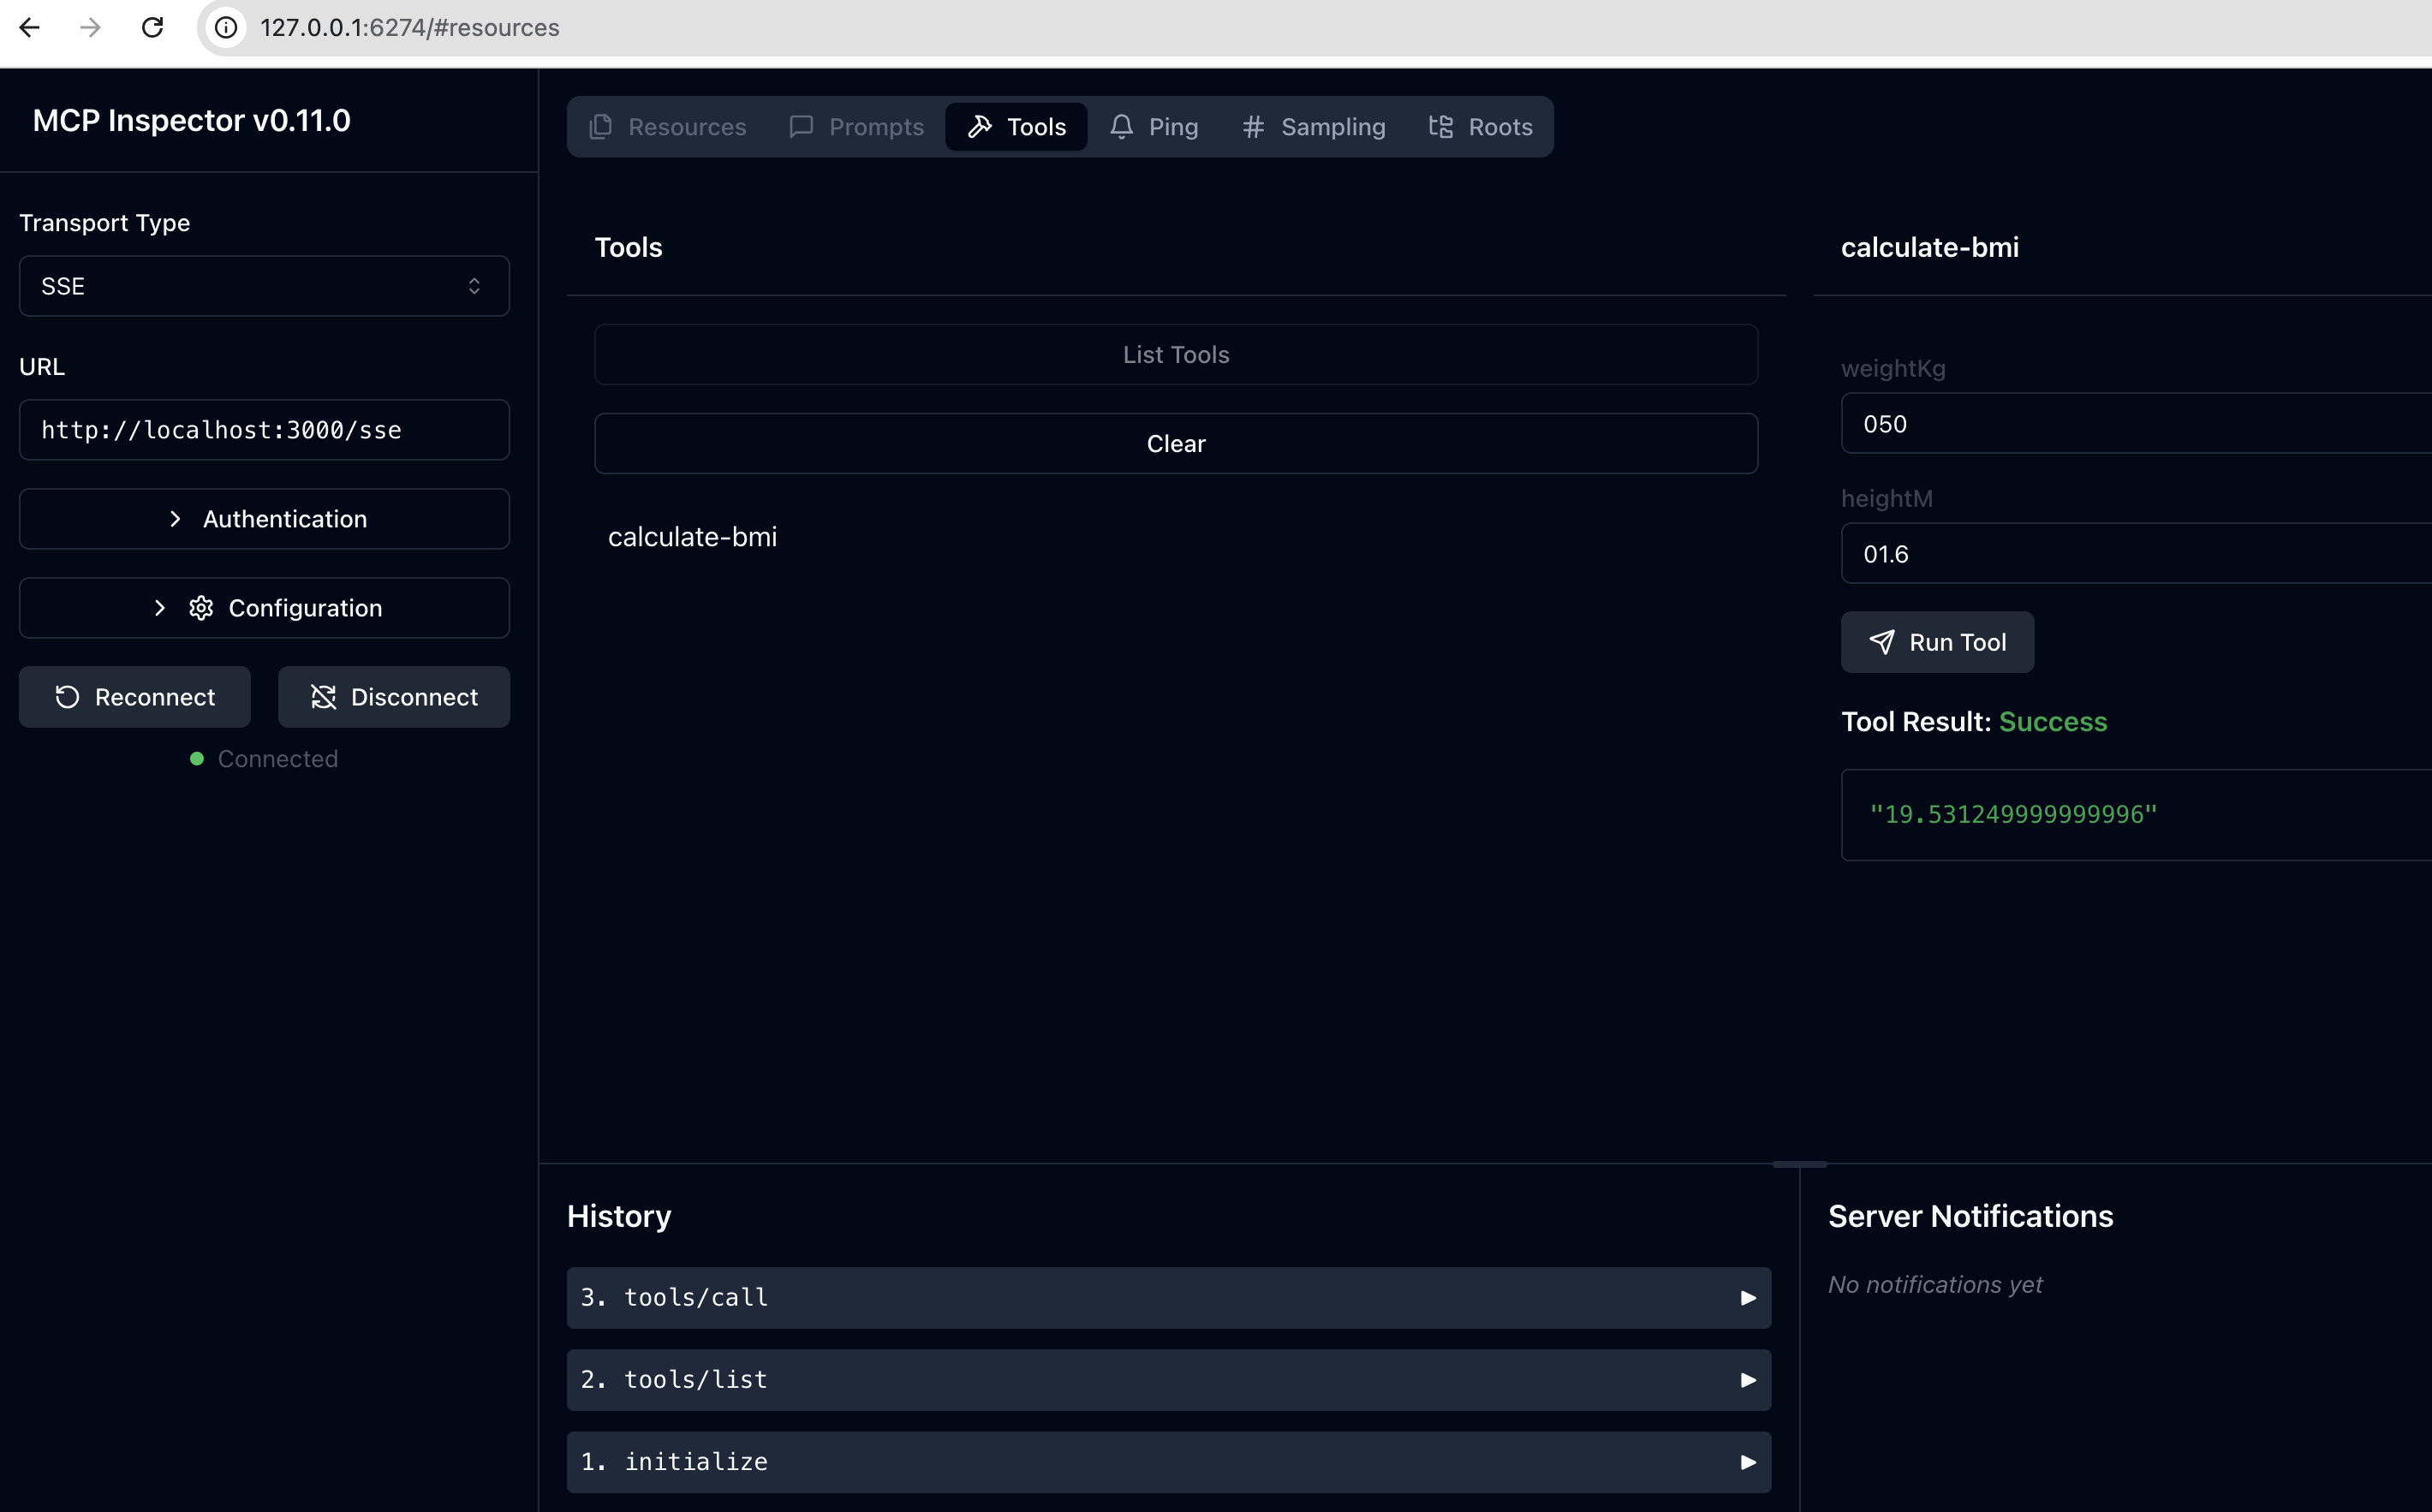 127.0.0.1:6274/#resources
MCP Inspector v0.11.0
Transport Type
SSE
URL
http://localhost:3000/sse
Authentication
Configuration
Reconnect
Disconnect
Connected
Resources
Prompts
Tools
Ping
Sampling
Roots
Tools
List Tools
Clear
calculate-bmi
calculate-bmi
weightKg
050
heightM
01.6
Run Tool
Tool Result: Success
"19.531249999999996"
History
3. tools/call
2. tools/list
1. initialize
Server Notifications
No notifications yet